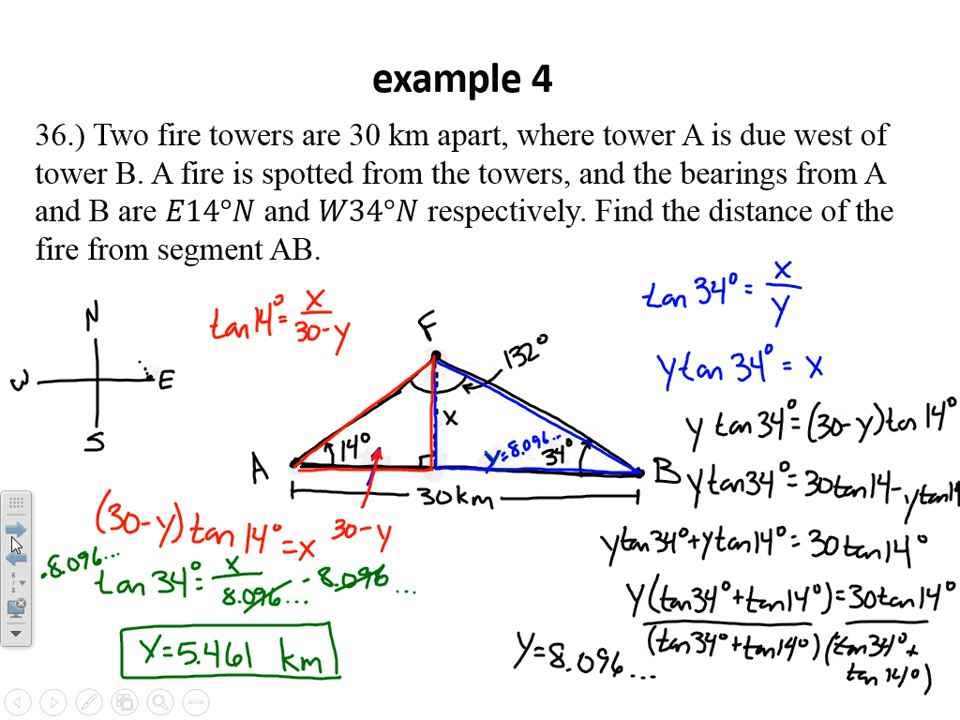 example 4
36.) Two fire towers are 30 km apart, where tower A is due west of
tower B. A fire is spotted from the towers, and the bearings from A
and B are E14°N and W34°N respectively. Find the distance of the
fire from segment AB.
N
W
E
S
tan 14° = x / 30-y
F
132°
x
A
14°
y=8.096...
34°
B
30 km
30-y
(30-y) tan 14° = x
tan 34° = x / y
y tan 34° = x
y tan 34° = (30-y) tan 14°
y tan 34° = 30 tan 14 - y tan 14
y tan 34° + y tan 14° = 30 tan 14°
y (tan 34° + tan 14°) = 30 tan 14°
(tan 34° + tan 14°) (tan 34° +
tan 14°)
y = 8.096...
.8.096...
tan 34° = x / 8.096... · 8.096...
x = 5.461 km